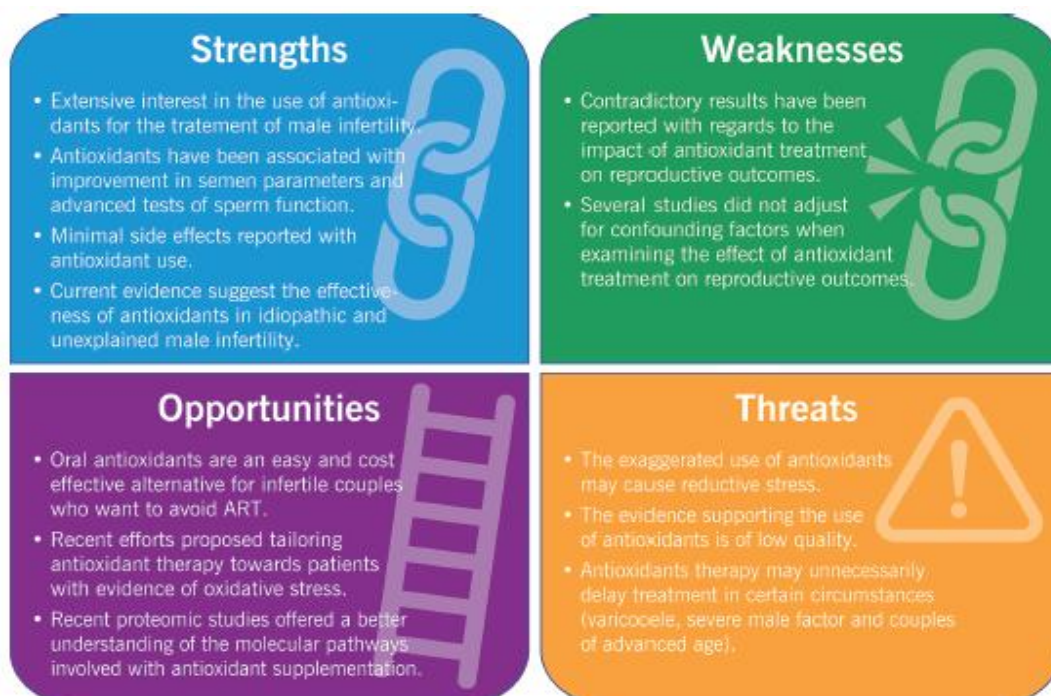 Strengths
• Extensive interest in the use of antioxi-
dants for the tratement of male infertility.
• Antioxidants have been associated with
improvement in semen parameters and
advanced tests of sperm function.
• Minimal side effects reported with
antioxidant use.
• Current evidence suggest the effective-
ness of antioxidants in idiopathic and
unexplained male infertility.
Weaknesses
• Contradictory results have been
reported with regards to the
impact of antioxidant treatment
on reproductive outcomes.
• Several studies did not adjust
for confounding factors when
examining the effect of antioxidant
treatment on reproductive outcomes.
Opportunities
• Oral antioxidants are an easy and cost
effective alternative for infertile couples
who want to avoid ART.
• Recent efforts proposed tailoring
antioxidant therapy towards patients
with evidence of oxidative stress.
• Recent proteomic studies offered a better
understanding of the molecular pathways
involved with antioxidant supplementation.
Threats
• The exaggerated use of antioxidants
may cause reductive stress.
• The evidence supporting the use
of antioxidants is of low quality.
• Antioxidants therapy may unnecessarily
delay treatment in certain circumstances
(varicocele, severe male factor and couples
of advanced age).